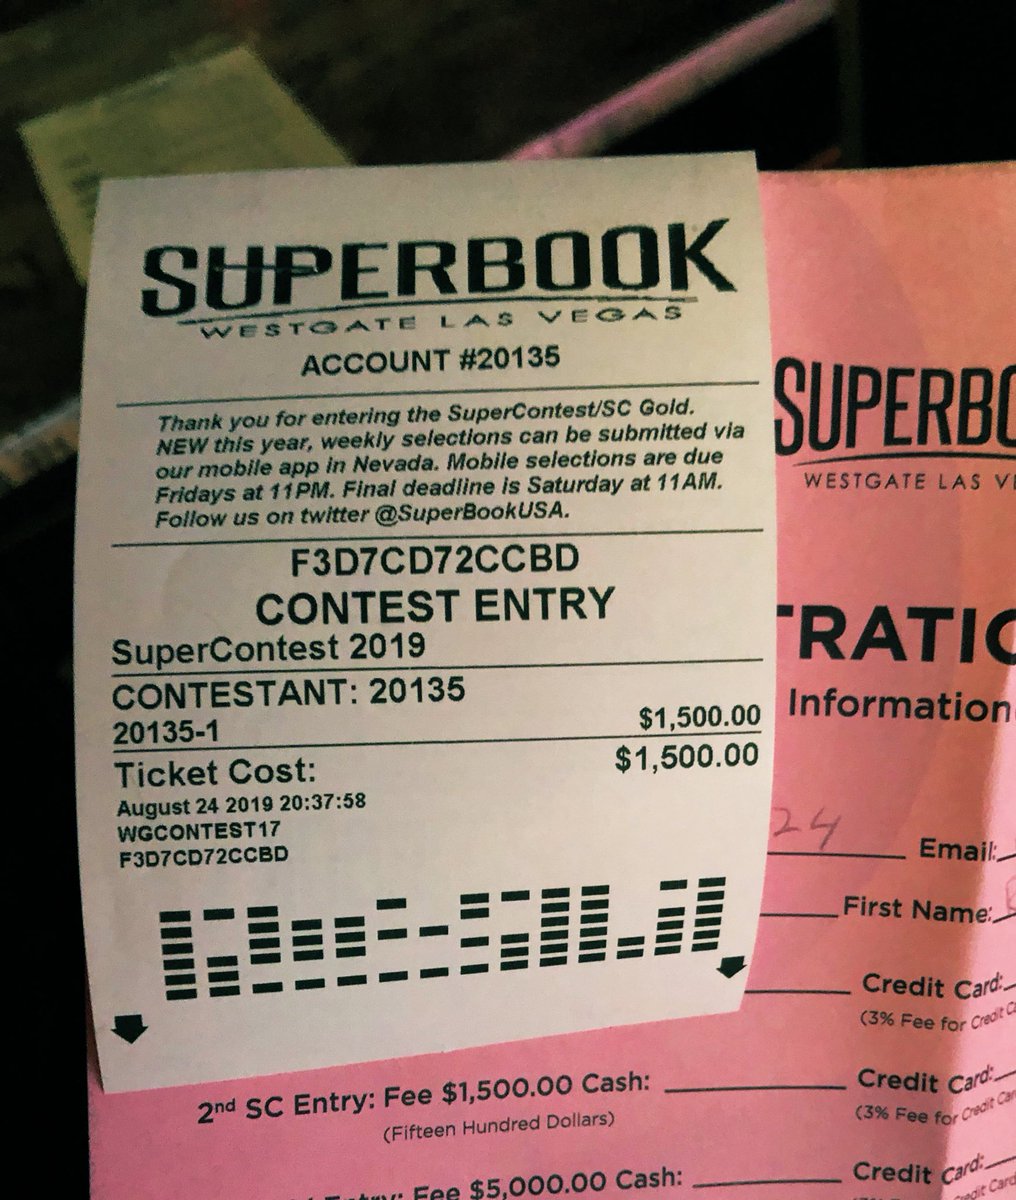 SUPERBOOK
WESTGATE LAS VEGAS
ACCOUNT #20135
Thank you for entering the SuperContest/SC Gold.
NEW this year, weekly selections can be submitted via
our mobile app in Nevada. Mobile selections are due
Fridays at 11PM. Final deadline is Saturday at 11AM.
Follow us on twitter @SuperBookUSA.
F3D7CD72CCBD
CONTEST ENTRY
SuperContest 2019
CONTESTANT: 20135
20135-1 $1,500.00
Ticket Cost: $1,500.00
August 24 2019 20:37:58
WGCONTEST17
F3D7CD72CCBD
SUPERBO
WESTGATE LAS VE
TRATIO
Information
24
Email:
First Name:
Credit Card:
(3% Fee for Credit Ca
2nd SC Entry: Fee $1,500.00 Cash: Credit Card:
(Fifteen Hundred Dollars) (3% Fee for Credit Car
Entry: Fee $5,000.00 Cash: Credit Card: